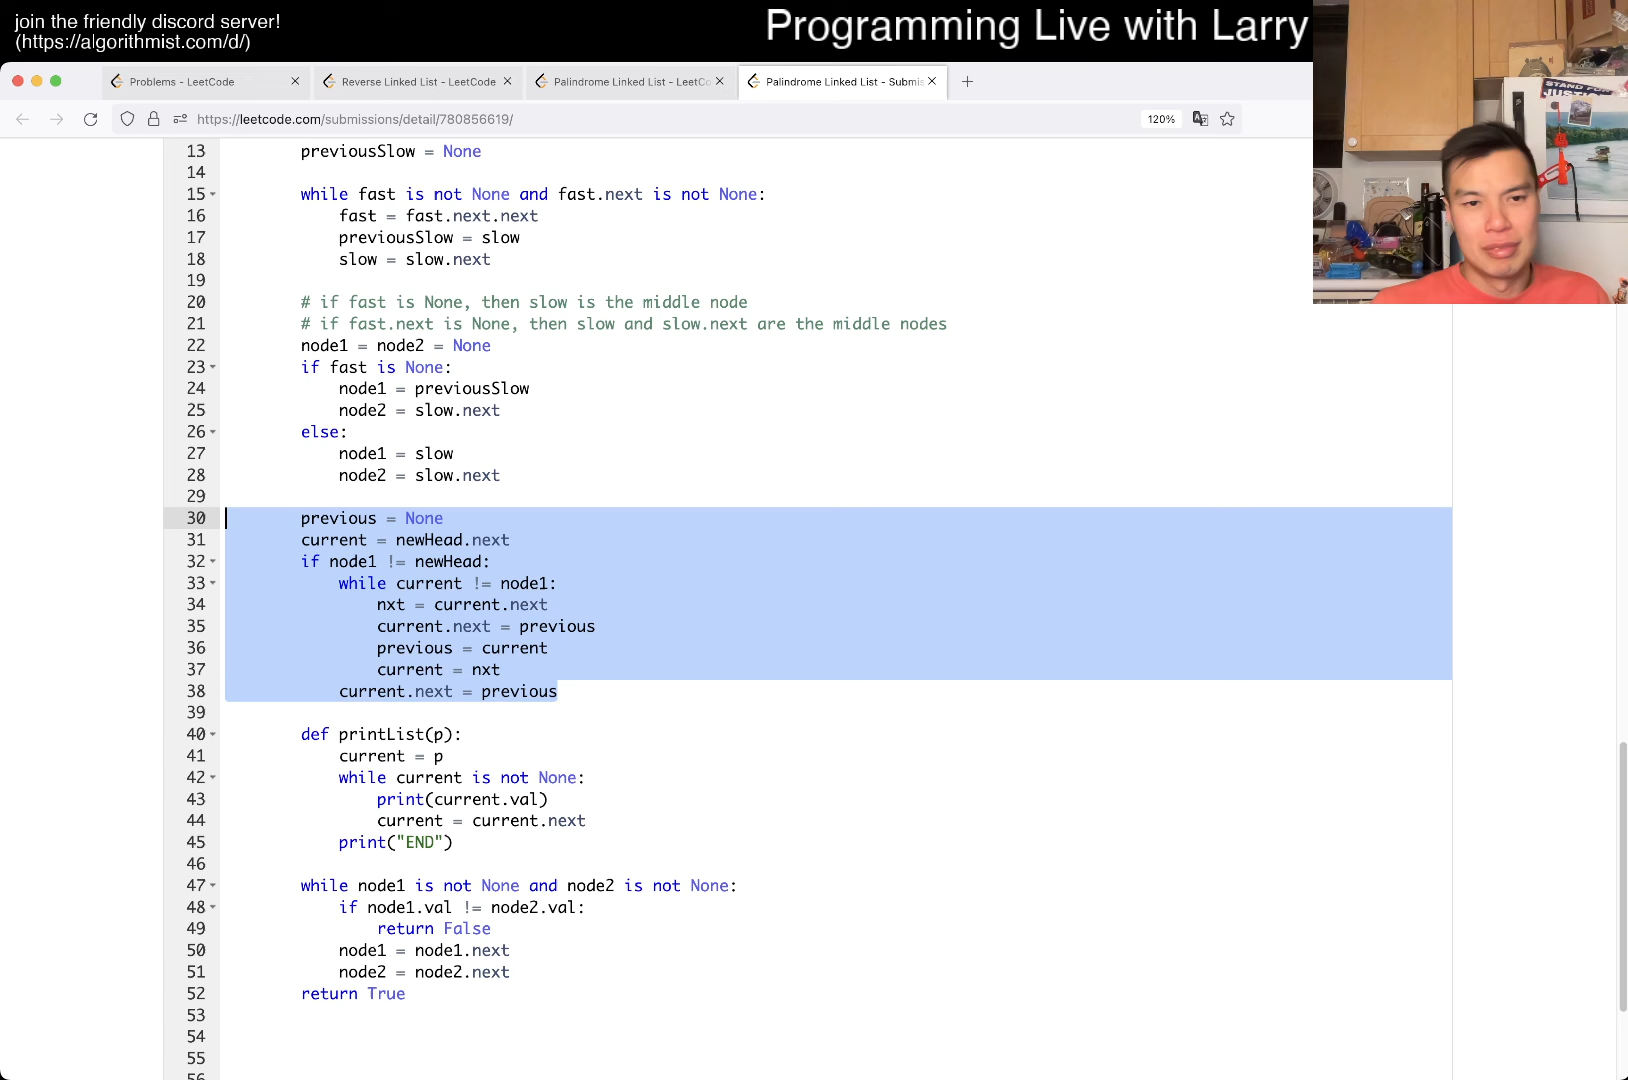 join the friendly discord server!
(https://algorithmist.com/d/)
Programming Live with Larry
Problems - LeetCode
Reverse Linked List - LeetCode
Palindrome Linked List - LeetCo
Palindrome Linked List - Submis
https://leetcode.com/submissions/detail/780856619/
120%
13 previousSlow = None
14
15 while fast is not None and fast.next is not None:
16 fast = fast.next.next
17 previousSlow = slow
18 slow = slow.next
19
20 # if fast is None, then slow is the middle node
21 # if fast.next is None, then slow and slow.next are the middle nodes
22 node1 = node2 = None
23 if fast is None:
24 node1 = previousSlow
25 node2 = slow.next
26 else:
27 node1 = slow
28 node2 = slow.next
29
30 previous = None
31 current = newHead.next
32 if node1 != newHead:
33 while current != node1:
34 nxt = current.next
35 current.next = previous
36 previous = current
37 current = nxt
38 current.next = previous
39
40 def printList(p):
41 current = p
42 while current is not None:
43 print(current.val)
44 current = current.next
45 print("END")
46
47 while node1 is not None and node2 is not None:
48 if node1.val != node2.val:
49 return False
50 node1 = node1.next
51 node2 = node2.next
52 return True
53
54
55
56
STAND FOR
JUSTI